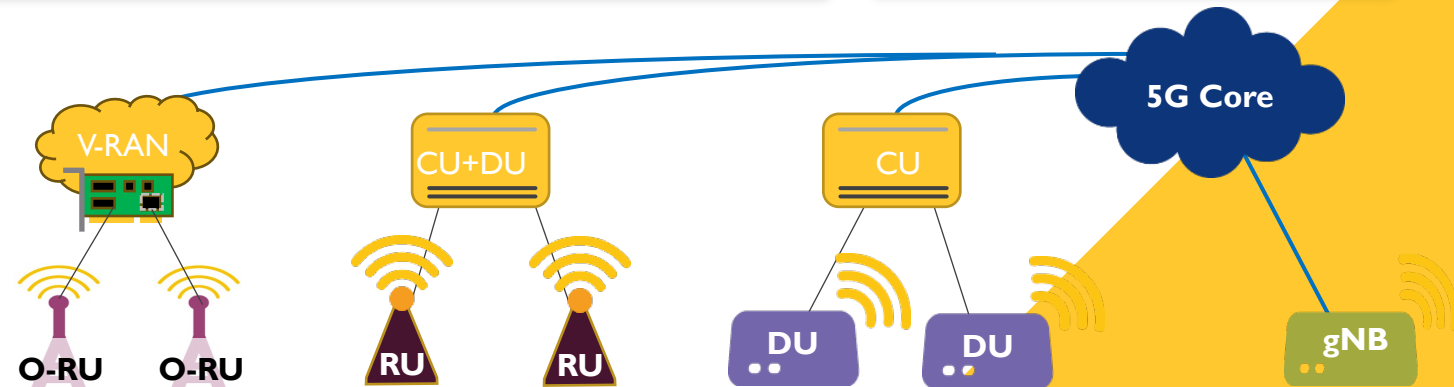 5G Core
V-RAN
CU+DU
CU
O-RU
O-RU
RU
RU
DU
DU
gNB